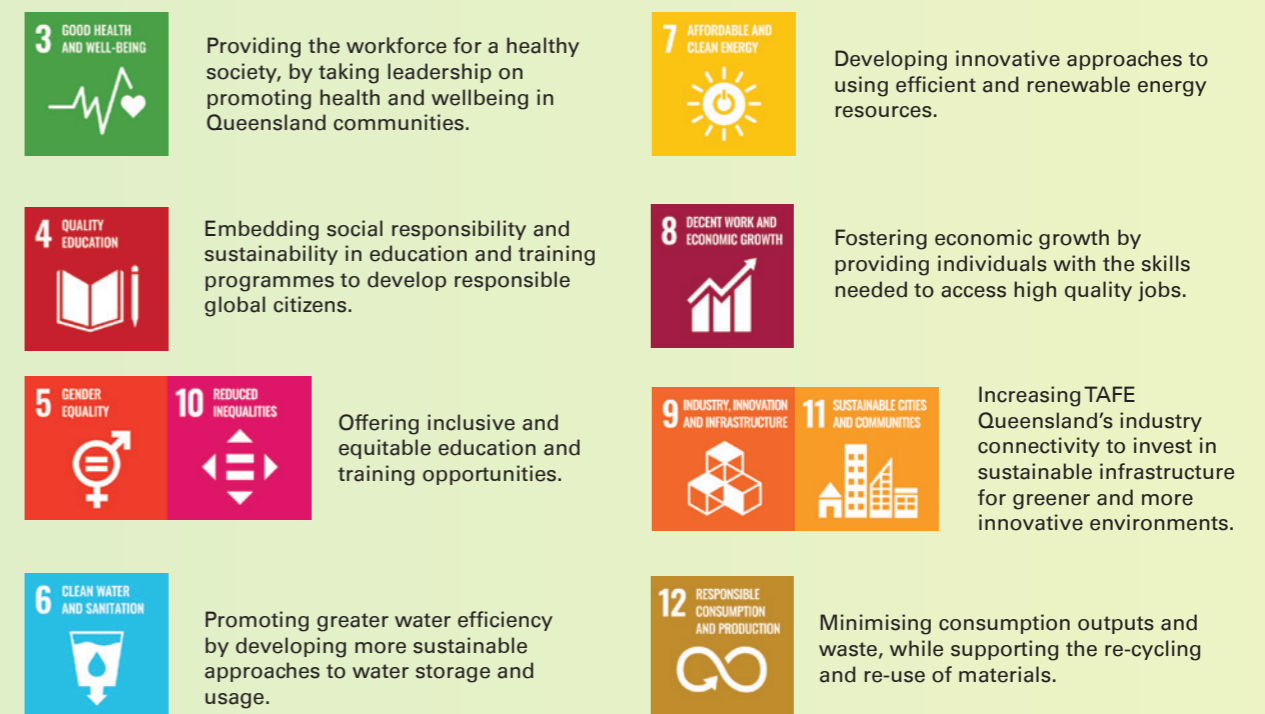 3 GOOD HEALTH
AND WELL-BEING
Providing the workforce for a healthy
society, by taking leadership on
promoting health and wellbeing in
Queensland communities.
4 QUALITY
EDUCATION
Embedding social responsibility and
sustainability in education and training
programmes to develop responsible
global citizens.
5 GENDER
EQUALITY
10 REDUCED
INEQUALITIES
Offering inclusive and
equitable education and
training opportunities.
6 CLEAN WATER
AND SANITATION
Promoting greater water efficiency
by developing more sustainable
approaches to water storage and
usage.
7 AFFORDABLE AND
CLEAN ENERGY
Developing innovative approaches to
using efficient and renewable energy
resources.
8 DECENT WORK AND
ECONOMIC GROWTH
Fostering economic growth by
providing individuals with the skills
needed to access high quality jobs.
9 INDUSTRY, INNOVATION
AND INFRASTRUCTURE
11 SUSTAINABLE CITIES
AND COMMUNITIES
Increasing TAFE
Queensland's industry
connectivity to invest in
sustainable infrastructure
for greener and more
innovative environments.
12 RESPONSIBLE
CONSUMPTION
AND PRODUCTION
Minimising consumption outputs and
waste, while supporting the re-cycling
and re-use of materials.